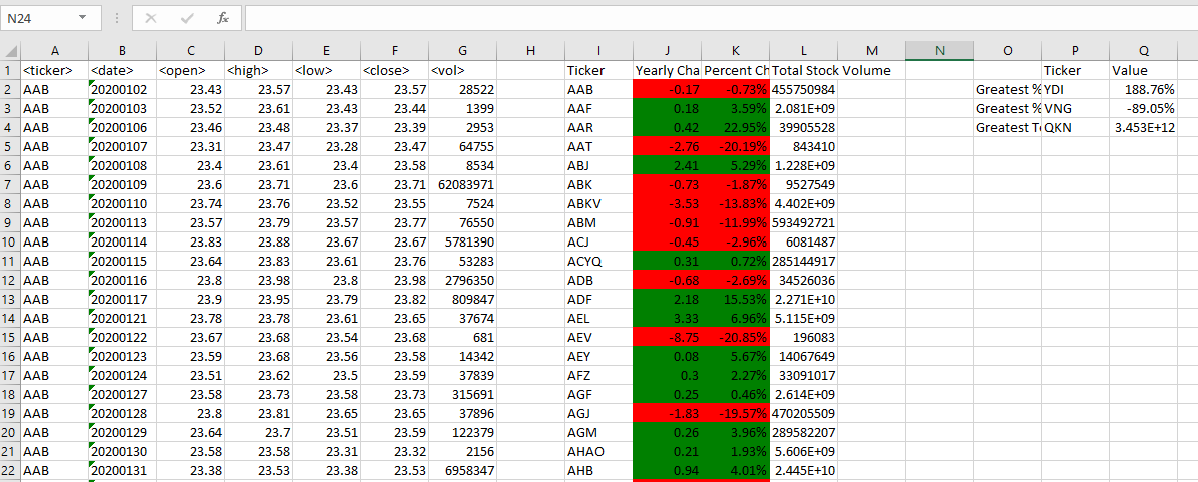 N24 fx
A B C D E F G H I J K L M N O P Q
1 <ticker> <date> <open> <high> <low> <close> <vol> Ticker Yearly Cha Percent Ch Total Stock Volume Ticker Value
2 AAB 20200102 23.43 23.57 23.43 23.57 28522 AAB -0.17 -0.73% 455750984 Greatest % YDI 188.76%
3 AAB 20200103 23.52 23.61 23.43 23.44 1399 AAF 0.18 3.59% 2.081E+09 Greatest % VNG -89.05%
4 AAB 20200106 23.46 23.48 23.37 23.39 2953 AAR 0.42 22.95% 39905528 Greatest To QKN 3.453E+12
5 AAB 20200107 23.31 23.47 23.28 23.47 64755 AAT -2.76 -20.19% 843410
6 AAB 20200108 23.4 23.61 23.4 23.58 8534 ABJ 2.41 5.29% 1.228E+09
7 AAB 20200109 23.6 23.71 23.6 23.71 62083971 ABK -0.73 -1.87% 9527549
8 AAB 20200110 23.74 23.76 23.52 23.55 7524 ABKV -3.53 -13.83% 4.402E+09
9 AAB 20200113 23.57 23.79 23.57 23.77 76550 ABM -0.91 -11.99% 593492721
10 AAB 20200114 23.83 23.88 23.67 23.67 5781390 ACJ -0.45 -2.96% 6081487
11 AAB 20200115 23.64 23.83 23.61 23.76 53283 ACYQ 0.31 0.72% 285144917
12 AAB 20200116 23.8 23.98 23.8 23.98 2796350 ADB -0.68 -2.69% 34526036
13 AAB 20200117 23.9 23.95 23.79 23.82 809847 ADF 2.18 15.53% 2.271E+10
14 AAB 20200121 23.78 23.78 23.61 23.65 37674 AEL 3.33 6.96% 5.115E+09
15 AAB 20200122 23.67 23.68 23.54 23.68 681 AEV -8.75 -20.85% 196083
16 AAB 20200123 23.59 23.68 23.56 23.58 14342 AEY 0.08 5.67% 14067649
17 AAB 20200124 23.51 23.62 23.5 23.59 37839 AFZ 0.3 2.27% 33091017
18 AAB 20200127 23.58 23.73 23.58 23.73 315691 AGF 0.25 0.46% 2.614E+09
19 AAB 20200128 23.8 23.81 23.65 23.65 37896 AGJ -1.83 -19.57% 470205509
20 AAB 20200129 23.64 23.7 23.51 23.59 122379 AGM 0.26 3.96% 289582207
21 AAB 20200130 23.58 23.58 23.31 23.32 2156 AHAO 0.21 1.93% 5.606E+09
22 AAB 20200131 23.38 23.53 23.38 23.53 6958347 AHB 0.94 4.01% 2.445E+10